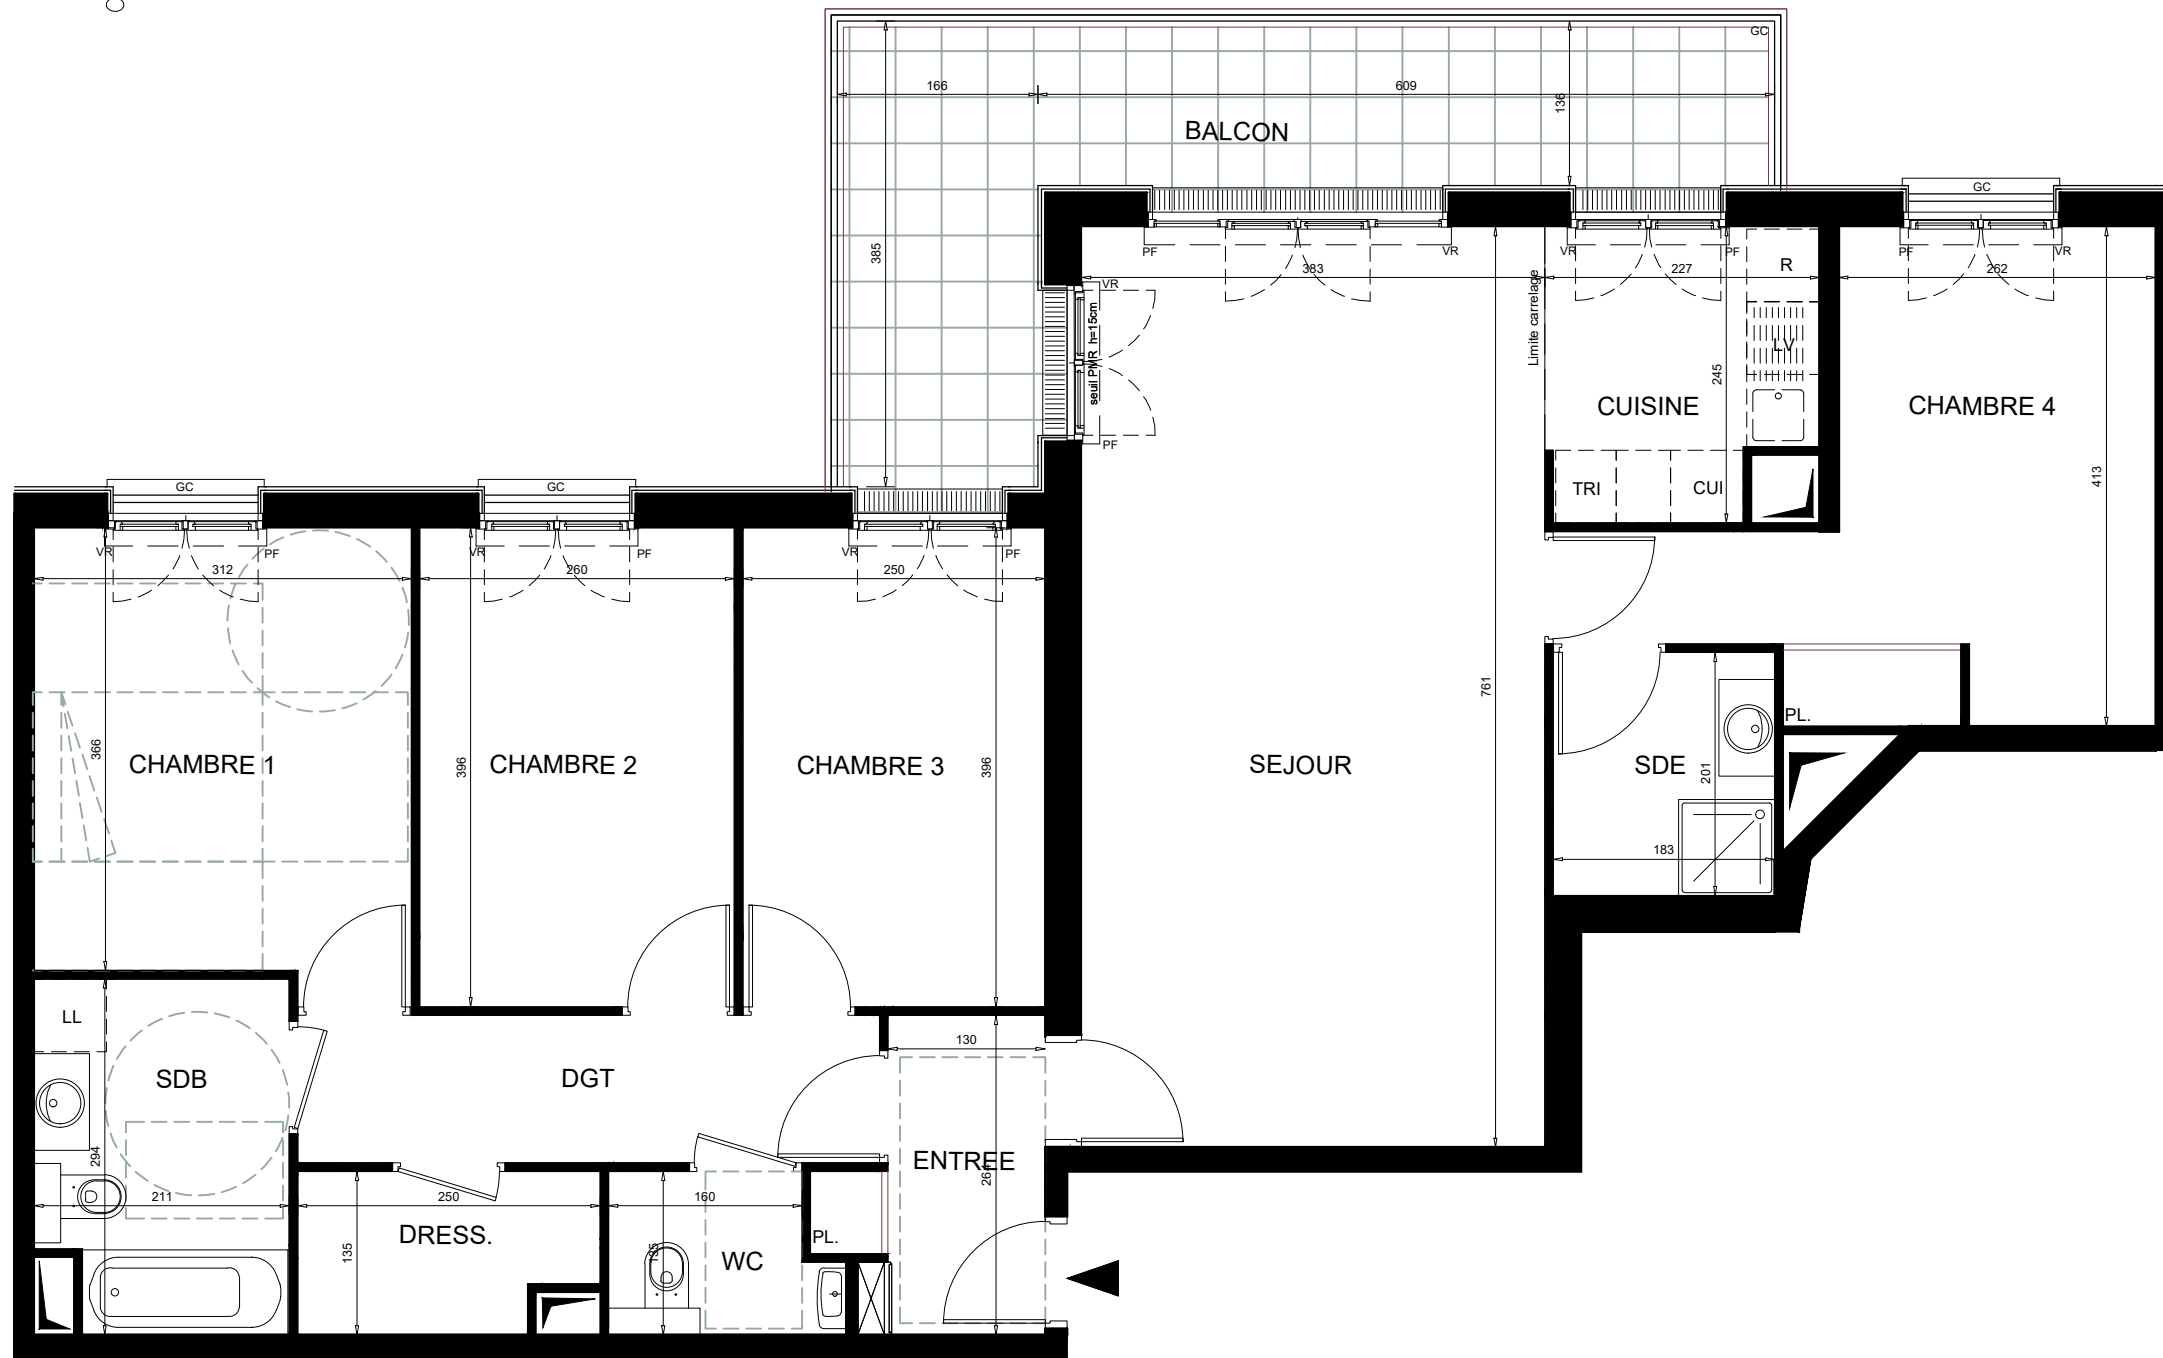 GC
166
609
136
BALCON
385
GC
PF
VR
VR
PF
PF
VR
383
227
R
262
VR
seuil PMR h=15cm
Limite carrelage
LV
245
CUISINE
CHAMBRE 4
PF
413
TRI
CUI
GC
GC
VR
PF
VR
PF
VR
PF
312
260
250
761
366
396
396
CHAMBRE 1
CHAMBRE 2
CHAMBRE 3
SEJOUR
SDE
PL.
201
183
LL
130
SDB
DGT
294
ENTREE
264
211
250
160
DRESS.
135
135
WC
PL.